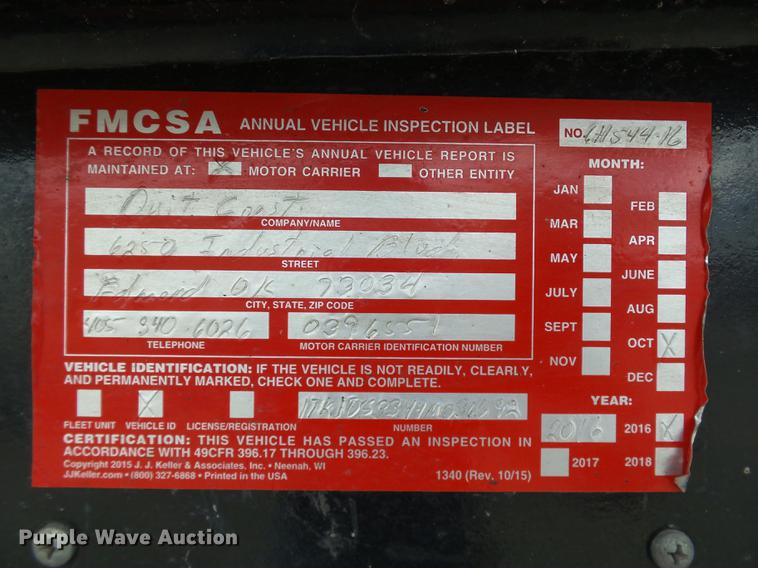 FMCSA ANNUAL VEHICLE INSPECTION LABEL NO.
A RECORD OF THIS VEHICLE'S ANNUAL VEHICLE REPORT IS
MAINTAINED AT: X MOTOR CARRIER OTHER ENTITY
COMPANY/NAME
6250 Industrial
STREET
OK 73034
CITY, STATE, ZIP CODE
405 340 6026 0396551
TELEPHONE MOTOR CARRIER IDENTIFICATION NUMBER
VEHICLE IDENTIFICATION: IF THE VEHICLE IS NOT READILY, CLEARLY,
AND PERMANENTLY MARKED, CHECK ONE AND COMPLETE.
X
FLEET UNIT VEHICLE ID LICENSE/REGISTRATION NUMBER
CERTIFICATION: THIS VEHICLE HAS PASSED AN INSPECTION IN
ACCORDANCE WITH 49CFR 396.17 THROUGH 396.23.
Copyright 2015 J. J. Keller & Associates, Inc. • Neenah, WI
JJKeller.com • (800) 327-6868 • Printed in the USA 1340 (Rev. 10/15)
MONTH:
JAN FEB
MAR APR
MAY JUNE
JULY AUG
SEPT OCT X
NOV DEC
YEAR:
2016 2016 X
2017 2018
Purple Wave Auction